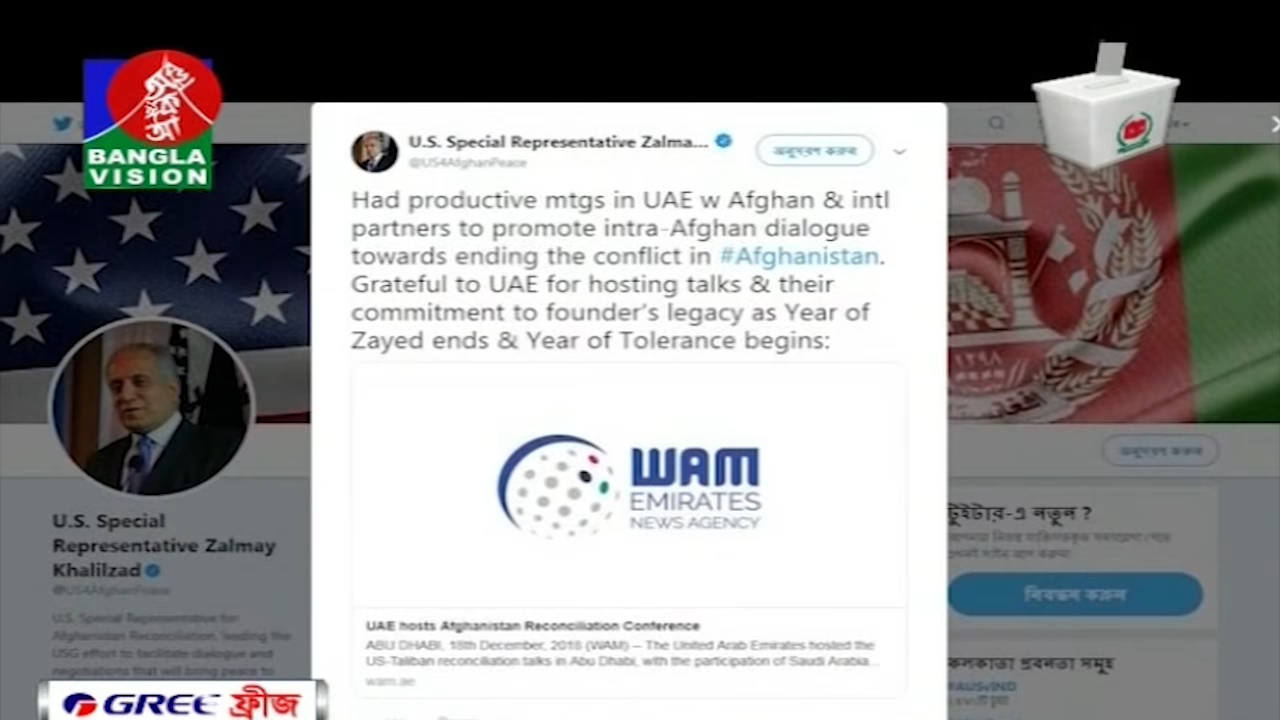 BANGLA
VISION
U.S. Special Representative Zalma...
@US4AfghanPeace
অনুসরণ করুন
Had productive mtgs in UAE w Afghan & intl
partners to promote intra-Afghan dialogue
towards ending the conflict in #Afghanistan.
Grateful to UAE for hosting talks & their
commitment to founder's legacy as Year of
Zayed ends & Year of Tolerance begins:
WAM
EMIRATES
NEWS AGENCY
UAE hosts Afghanistan Reconciliation Conference
ABU DHABI, 18th December, 2018 (WAM) -- The United Arab Emirates hosted the
US-Taliban reconciliation talks in Abu Dhabi, with the participation of Saudi Arabia...
wam.ae
U.S. Special
Representative Zalmay
Khalilzad
@US4AfghanPeace
U.S. Special Representative for
Afghanistan Reconciliation, leading the
USG effort to facilitate dialogue and
negotiations that will bring peace to
অনুসরণ করুন
টুইটার-এ নতুন ?
নিবন্ধন করুন
কলকাতা প্রবনতা সমূহ
#AUSvIND
GREE ফ্রীজ